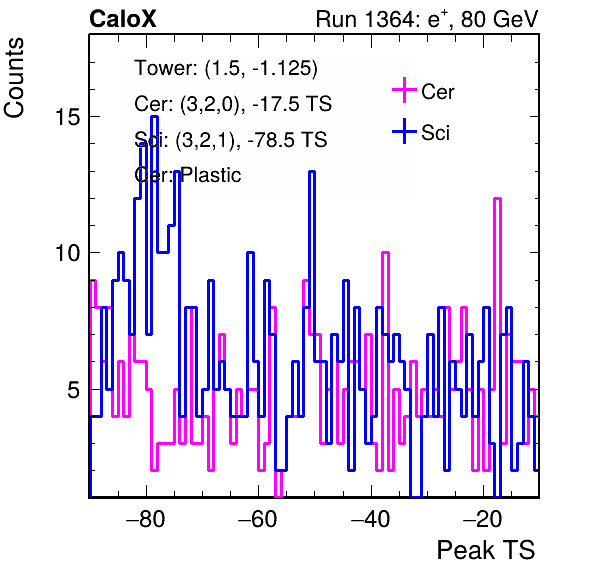 CaloX Run 1364: e⁺, 80 GeV
Counts
Tower: (1.5, -1.125)
Cer: (3,2,0), -17.5 TS
Sci: (3,2,1), -78.5 TS
Cer: Plastic
Cer
Sci
15
10
5
−80 −60 −40 −20
Peak TS